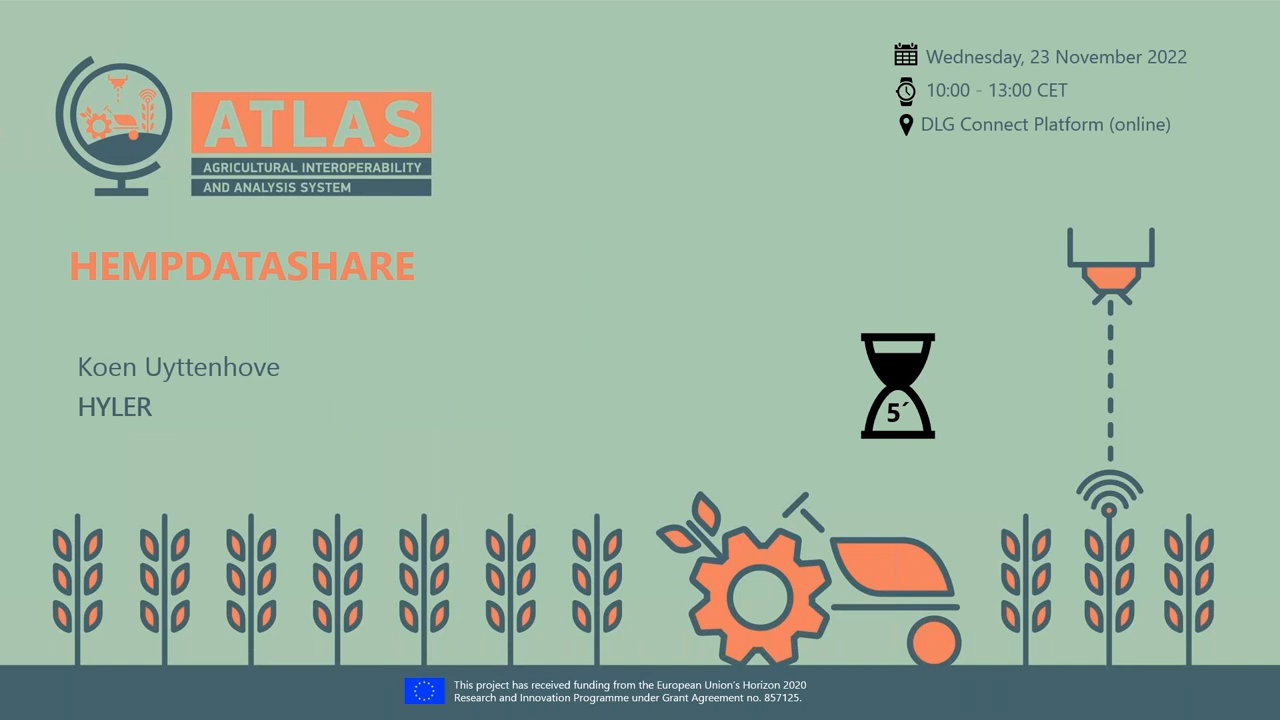 Wednesday, 23 November 2022
10:00 - 13:00 CET
DLG Connect Platform (online)
ATLAS
AGRICULTURAL INTEROPERABILITY
AND ANALYSIS SYSTEM
HEMPDATASHARE
Koen Uyttenhove
HYLER
5´
This project has received funding from the European Union's Horizon 2020
Research and Innovation Programme under Grant Agreement no. 857125.